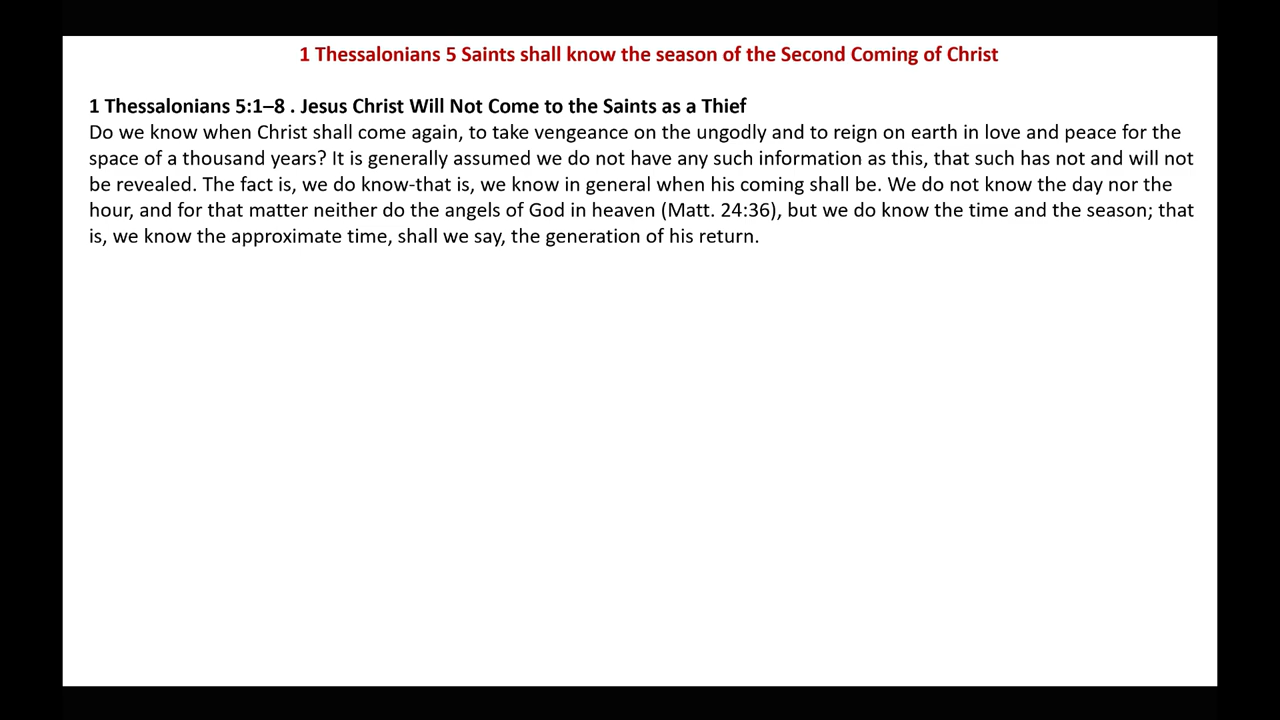 1 Thessalonians 5 Saints shall know the season of the Second Coming of Christ
1 Thessalonians 5:1–8 . Jesus Christ Will Not Come to the Saints as a Thief
Do we know when Christ shall come again, to take vengeance on the ungodly and to reign on earth in love and peace for the
space of a thousand years? It is generally assumed we do not have any such information as this, that such has not and will not
be revealed. The fact is, we do know-that is, we know in general when his coming shall be. We do not know the day nor the
hour, and for that matter neither do the angels of God in heaven (Matt. 24:36), but we do know the time and the season; that
is, we know the approximate time, shall we say, the generation of his return.